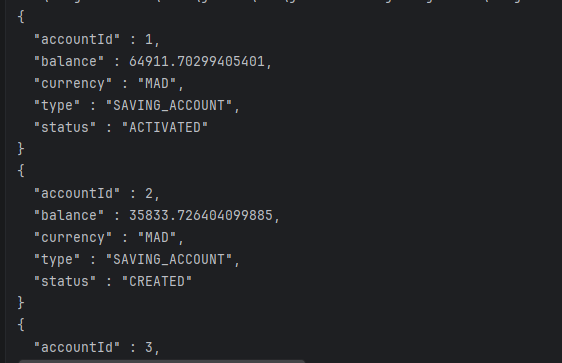 {
  "accountId" : 1,
  "balance" : 64911.70299405401,
  "currency" : "MAD",
  "type" : "SAVING_ACCOUNT",
  "status" : "ACTIVATED"
}
{
  "accountId" : 2,
  "balance" : 35833.726404099885,
  "currency" : "MAD",
  "type" : "SAVING_ACCOUNT",
  "status" : "CREATED"
}
{
  "accountId" : 3,